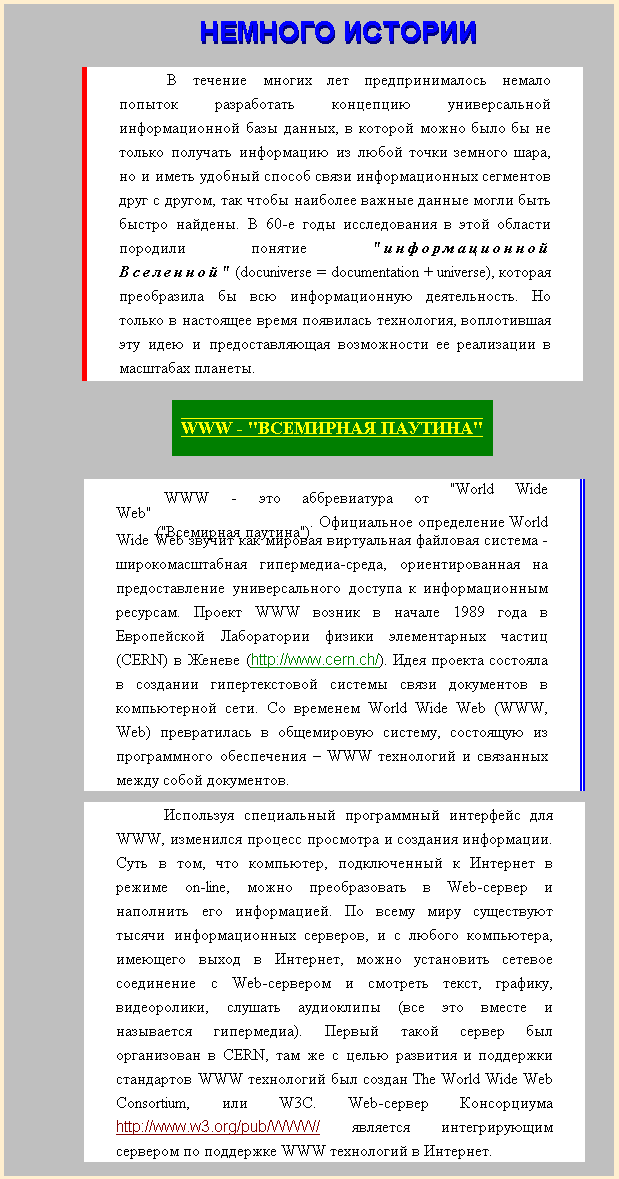 НЕМНОГО ИСТОРИИ
В течение многих лет предпринималось немало
попыток разработать концепцию универсальной
информационной базы данных, в которой можно было бы не
только получать информацию из любой точки земного шара,
но и иметь удобный способ связи информационных сегментов
друг с другом, так чтобы наиболее важные данные могли быть
быстро найдены. В 60-е годы исследования в этой области
породили понятие "информационной
Вселенной" (docuniverse = documentation + universe), которая
преобразила бы всю информационную деятельность. Но
только в настоящее время появилась технология, воплотившая
эту идею и предоставляющая возможности ее реализации в
масштабах планеты.
WWW - "ВСЕМИРНАЯ ПАУТИНА"
WWW - это аббревиатура от "World Wide
Web"
("Всемирная паутина"). Официальное определение World
Wide Web звучит как мировая виртуальная файловая система -
широкомасштабная гипермедиа-среда, ориентированная на
предоставление универсального доступа к информационным
ресурсам. Проект WWW возник в начале 1989 года в
Европейской Лаборатории физики элементарных частиц
(CERN) в Женеве (http://www.cern.ch/). Идея проекта состояла
в создании гипертекстовой системы связи документов в
компьютерной сети. Со временем World Wide Web (WWW,
Web) превратилась в общемировую систему, состоящую из
программного обеспечения – WWW технологий и связанных
между собой документов.
Используя специальный программный интерфейс для
WWW, изменился процесс просмотра и создания информации.
Суть в том, что компьютер, подключенный к Интернет в
режиме on-line, можно преобразовать в Web-сервер и
наполнить его информацией. По всему миру существуют
тысячи информационных серверов, и с любого компьютера,
имеющего выход в Интернет, можно установить сетевое
соединение с Web-сервером и смотреть текст, графику,
видеоролики, слушать аудиоклипы (все это вместе и
называется гипермедиа). Первый такой сервер был
организован в CERN, там же с целью развития и поддержки
стандартов WWW технологий был создан The World Wide Web
Consortium, или W3C. Web-сервер Консорциума
http://www.w3.org/pub/WWW/ является интегрирующим
сервером по поддержке WWW технологий в Интернет.